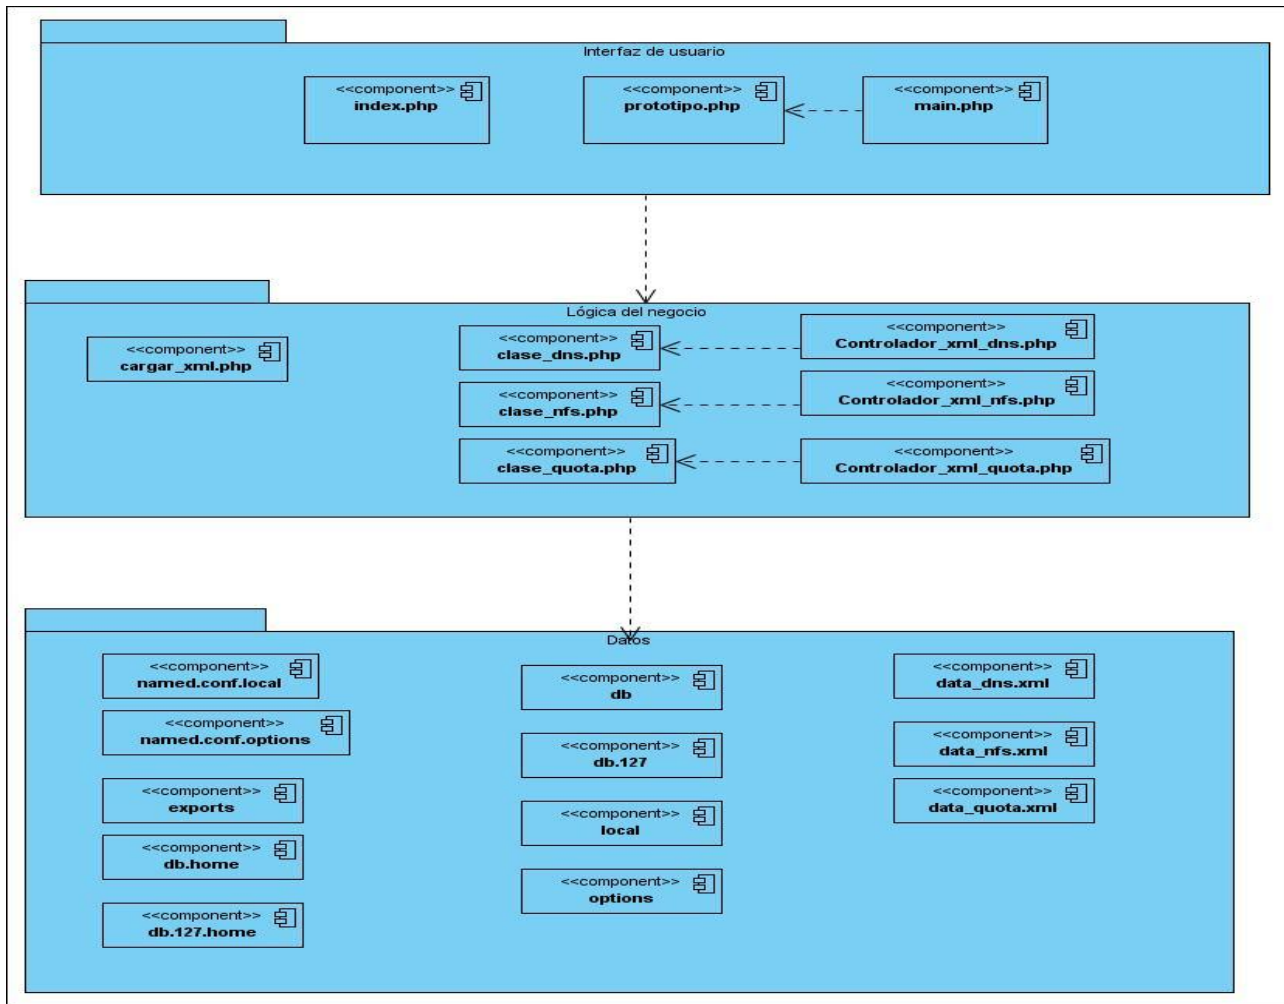 Interfaz de usuario
<<component>>
index.php
<<component>>
prototipo.php
<<component>>
main.php
Lógica del negocio
<<component>>
cargar_xml.php
<<component>>
clase_dns.php
<<component>>
Controlador_xml_dns.php
<<component>>
clase_nfs.php
<<component>>
Controlador_xml_nfs.php
<<component>>
clase_quota.php
<<component>>
Controlador_xml_quota.php
Datos
<<component>>
named.conf.local
<<component>>
named.conf.options
<<component>>
exports
<<component>>
db.home
<<component>>
db.127.home
<<component>>
db
<<component>>
db.127
<<component>>
local
<<component>>
options
<<component>>
data_dns.xml
<<component>>
data_nfs.xml
<<component>>
data_quota.xml